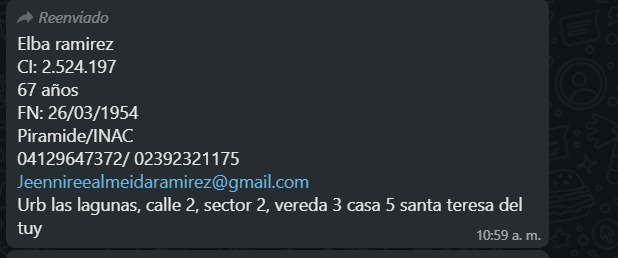 Reenviado
Elba ramirez
CI: 2.524.197
67 años
FN: 26/03/1954
Piramide/INAC
04129647372/ 02392321175
Jeennireealmeidaramirez@gmail.com
Urb las lagunas, calle 2, sector 2, vereda 3 casa 5 santa teresa del
tuy
10:59 a. m.